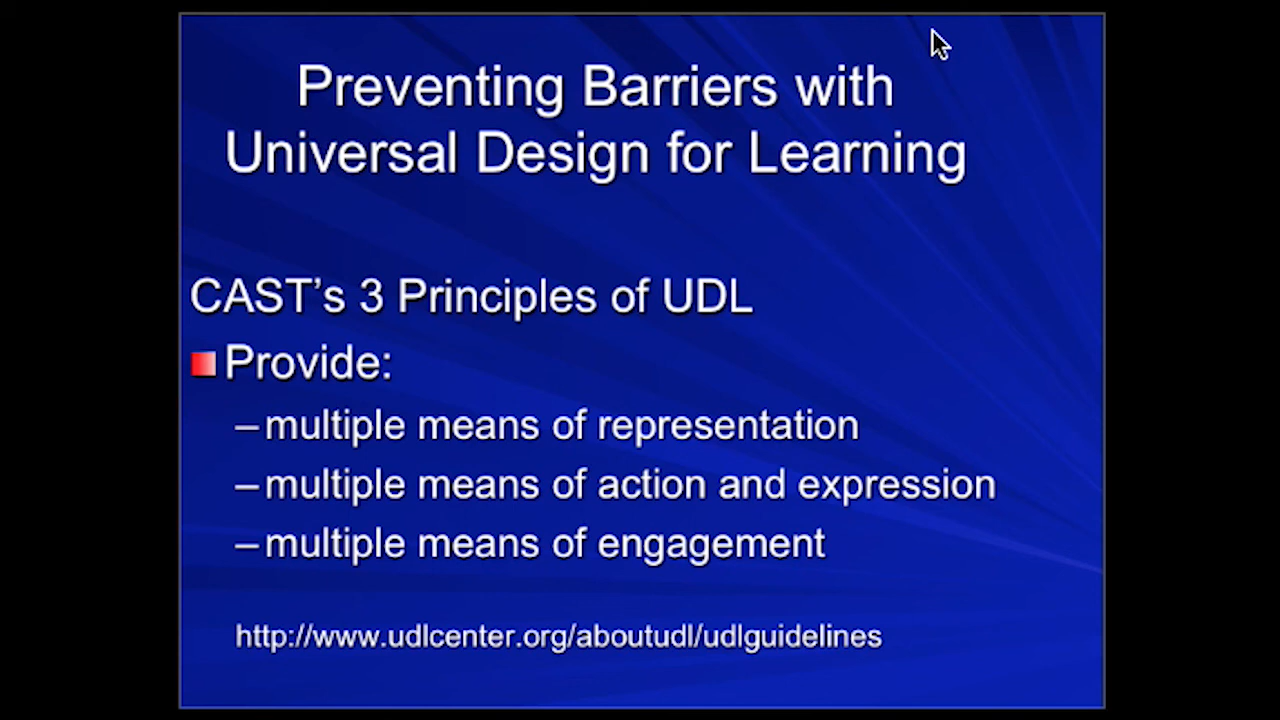 Preventing Barriers with
Universal Design for Learning
CAST’s 3 Principles of UDL
Provide:
–multiple means of representation
–multiple means of action and expression
–multiple means of engagement
http://www.udlcenter.org/aboutudl/udlguidelines